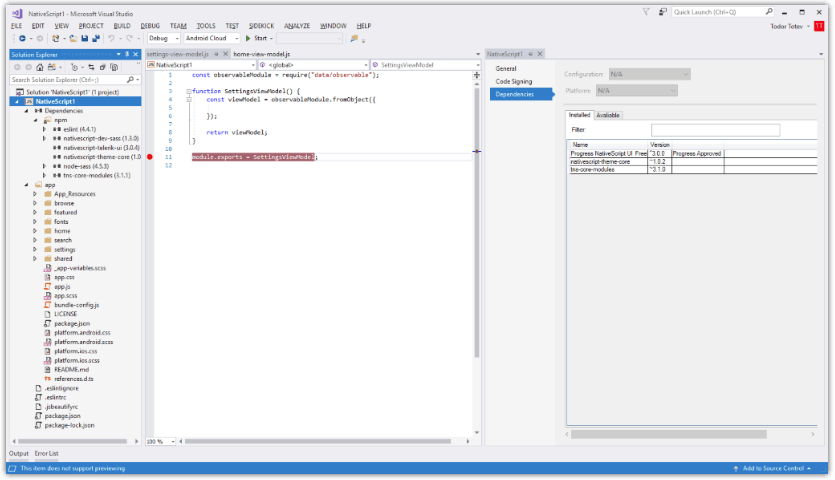 NativeScript1 - Microsoft Visual Studio
Quick Launch (Ctrl+Q)
FILE EDIT VIEW PROJECT BUILD DEBUG TEAM TOOLS TEST SIDEKICK ANALYZE WINDOW HELP
Todor Totev TT
Debug Android Cloud Start
Solution Explorer
Search Solution Explorer (Ctrl+;)
Solution 'NativeScript1' (1 project)
NativeScript1
Dependencies
npm
eslint (4.4.1)
nativescript-dev-sass (1.3.0)
nativescript-telerik-ui (3.0.4)
nativescript-theme-core (1.0
node-sass (4.5.3)
tns-core-modules (3.1.1)
app
App_Resources
browse
featured
fonts
home
search
settings
shared
_app-variables.scss
app.css
app.js
app.scss
bundle-config.js
LICENSE
package.json
platform.android.css
platform.android.scss
platform.ios.css
platform.ios.scss
README.md
references.d.ts
.eslintignore
.eslintrc
.jsbeautifyrc
package.json
package-lock.json
settings-view-model.js home-view-model.js
NativeScript1 <global> SettingsViewModel
1 const observableModule = require("data/observable");
2
3 function SettingsViewModel() {
4 const viewModel = observableModule.fromObject({
5
6 });
7
8 return viewModel;
9 }
10
11 module.exports = SettingsViewModel;
12
100 %
NativeScript1
General
Code Signing
Dependencies
Configuration: N/A
Platform: N/A
Installed Available
Filter
Name Version
Progress NativeScript UI Free ^3.0.0 Progress Approved
nativescript-theme-core ^1.0.2
tns-core-modules ^3.1.0
Output Error List
This item does not support previewing
Add to Source Control